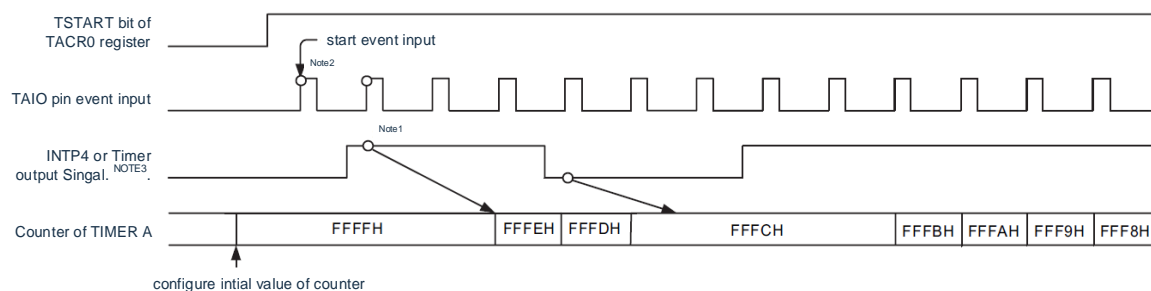 TSTART bit of
TACR0 register
start event input
Note2
TAIO pin event input
Note1
INTP4 or Timer
output Singal. NOTE3.
Counter of TIMER A
FFFFH
FFFEH
FFFDH
FFFCH
FFFBH
FFFAH
FFF9H
FFF8H
configure intial value of counter